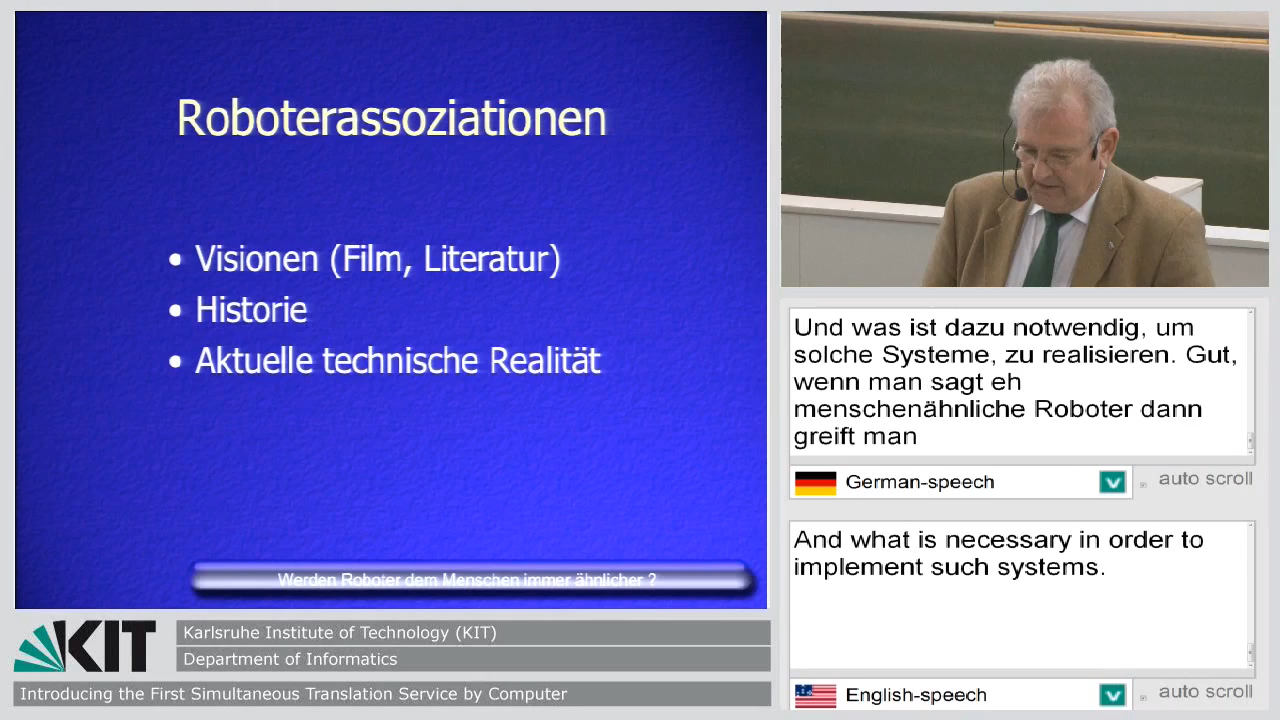 Roboterassoziationen
• Visionen (Film, Literatur)
• Historie
• Aktuelle technische Realität
Werden Roboter dem Menschen immer ähnlicher ?
Und was ist dazu notwendig, um
solche Systeme, zu realisieren. Gut,
wenn man sagt eh
menschenähnliche Roboter dann
greift man
German-speech
auto scroll
And what is necessary in order to
implement such systems.
English-speech
auto scroll
KIT
Karlsruhe Institute of Technology (KIT)
Department of Informatics
Introducing the First Simultaneous Translation Service by Computer